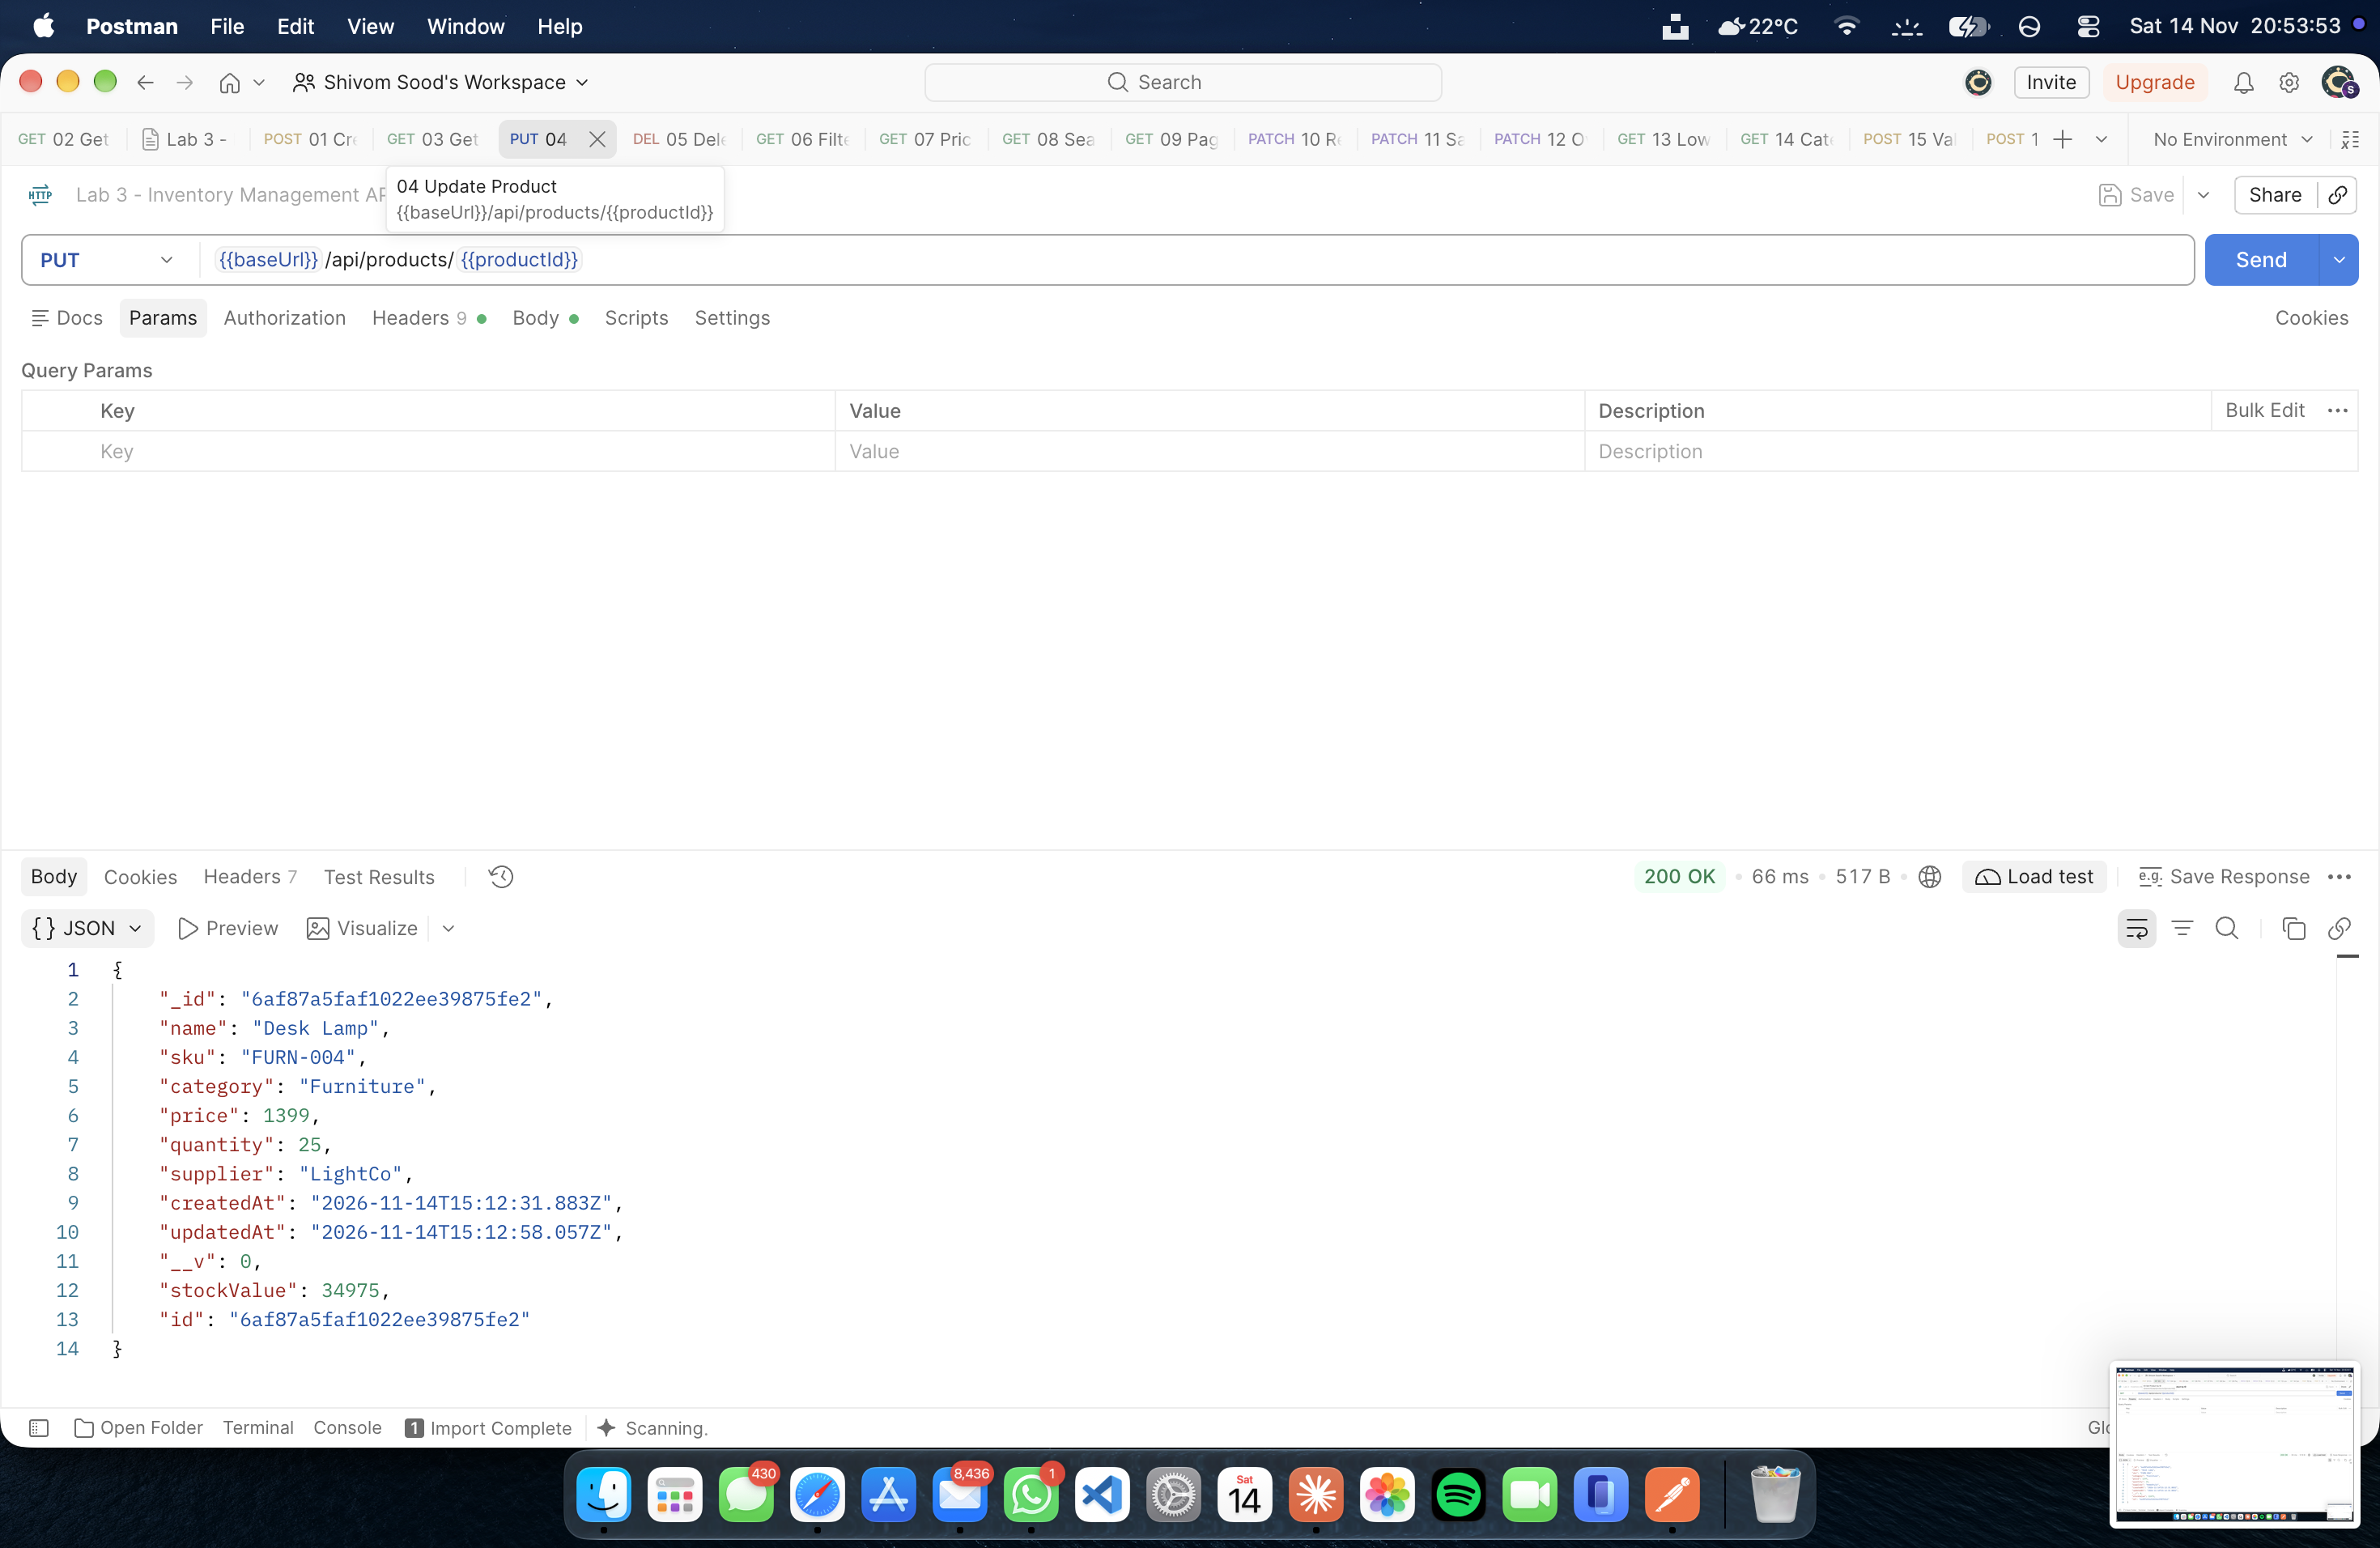 Postman File Edit View Window Help 22°C Sat 14 Nov 20:53:53
Shivom Sood's Workspace Search Invite Upgrade
GET 02 Get Lab 3 - POST 01 Cre GET 03 Get PUT 04 DEL 05 Dele GET 06 Filte GET 07 Pric GET 08 Sea GET 09 Pag PATCH 10 Re PATCH 11 Sa PATCH 12 O GET 13 Low GET 14 Cate POST 15 Val POST 1 No Environment
04 Update Product
{{baseUrl}}/api/products/{{productId}}
HTTP Lab 3 - Inventory Management AP Save Share
PUT {{baseUrl}}/api/products/{{productId}} Send
Docs Params Authorization Headers 9 Body Scripts Settings Cookies
Query Params
Key Value Description Bulk Edit
Key Value Description
Body Cookies Headers 7 Test Results 200 OK 66 ms 517 B Load test e.g. Save Response
{} JSON Preview Visualize
1 {
2 "_id": "6af87a5faf1022ee39875fe2",
3 "name": "Desk Lamp",
4 "sku": "FURN-004",
5 "category": "Furniture",
6 "price": 1399,
7 "quantity": 25,
8 "supplier": "LightCo",
9 "createdAt": "2026-11-14T15:12:31.883Z",
10 "updatedAt": "2026-11-14T15:12:58.057Z",
11 "__v": 0,
12 "stockValue": 34975,
13 "id": "6af87a5faf1022ee39875fe2"
14 }
Open Folder Terminal Console 1 Import Complete Scanning.
430 8,436 1 Sat 14